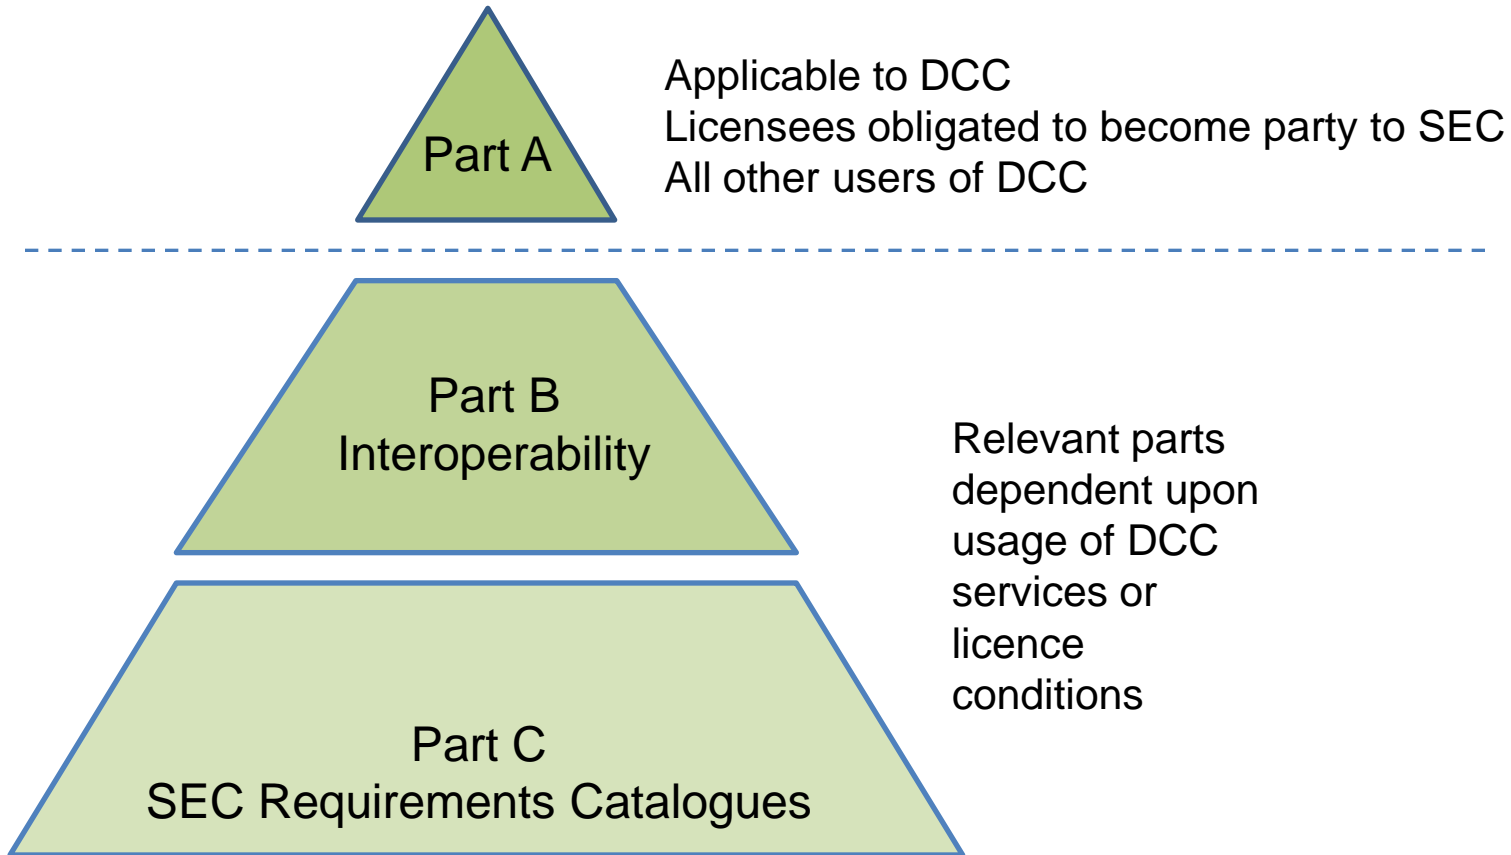 Part A
Applicable to DCC
Licensees obligated to become party to SEC
All other users of DCC
Part B
Interoperability
Relevant parts
dependent upon
usage of DCC
services or
licence
conditions
Part C
SEC Requirements Catalogues